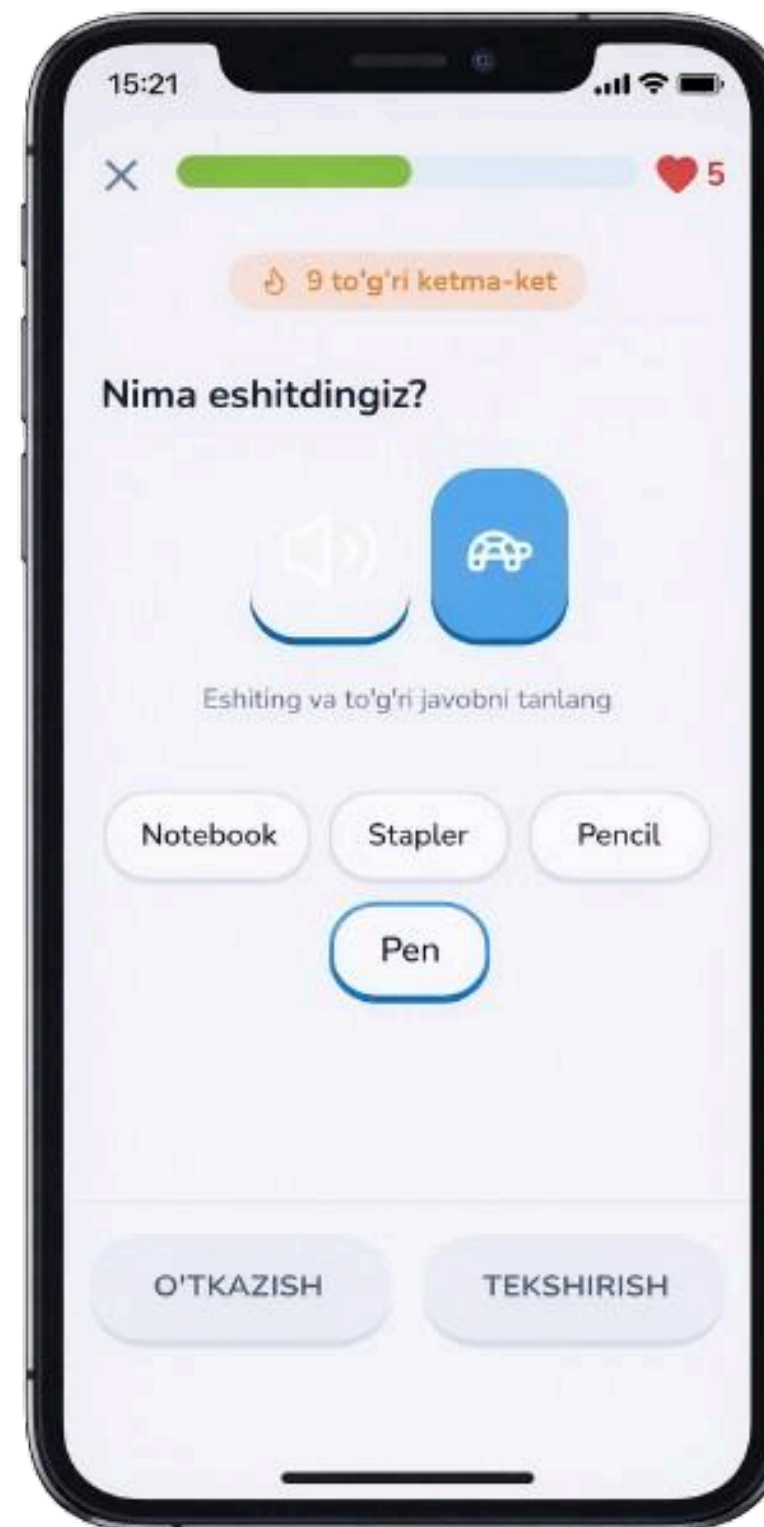 15:21
5
9 to'g'ri ketma-ket
Nima eshitdingiz?
Eshiting va to'g'ri javobni tanlang
Notebook Stapler Pencil
Pen
O'TKAZISH TEKSHIRISH